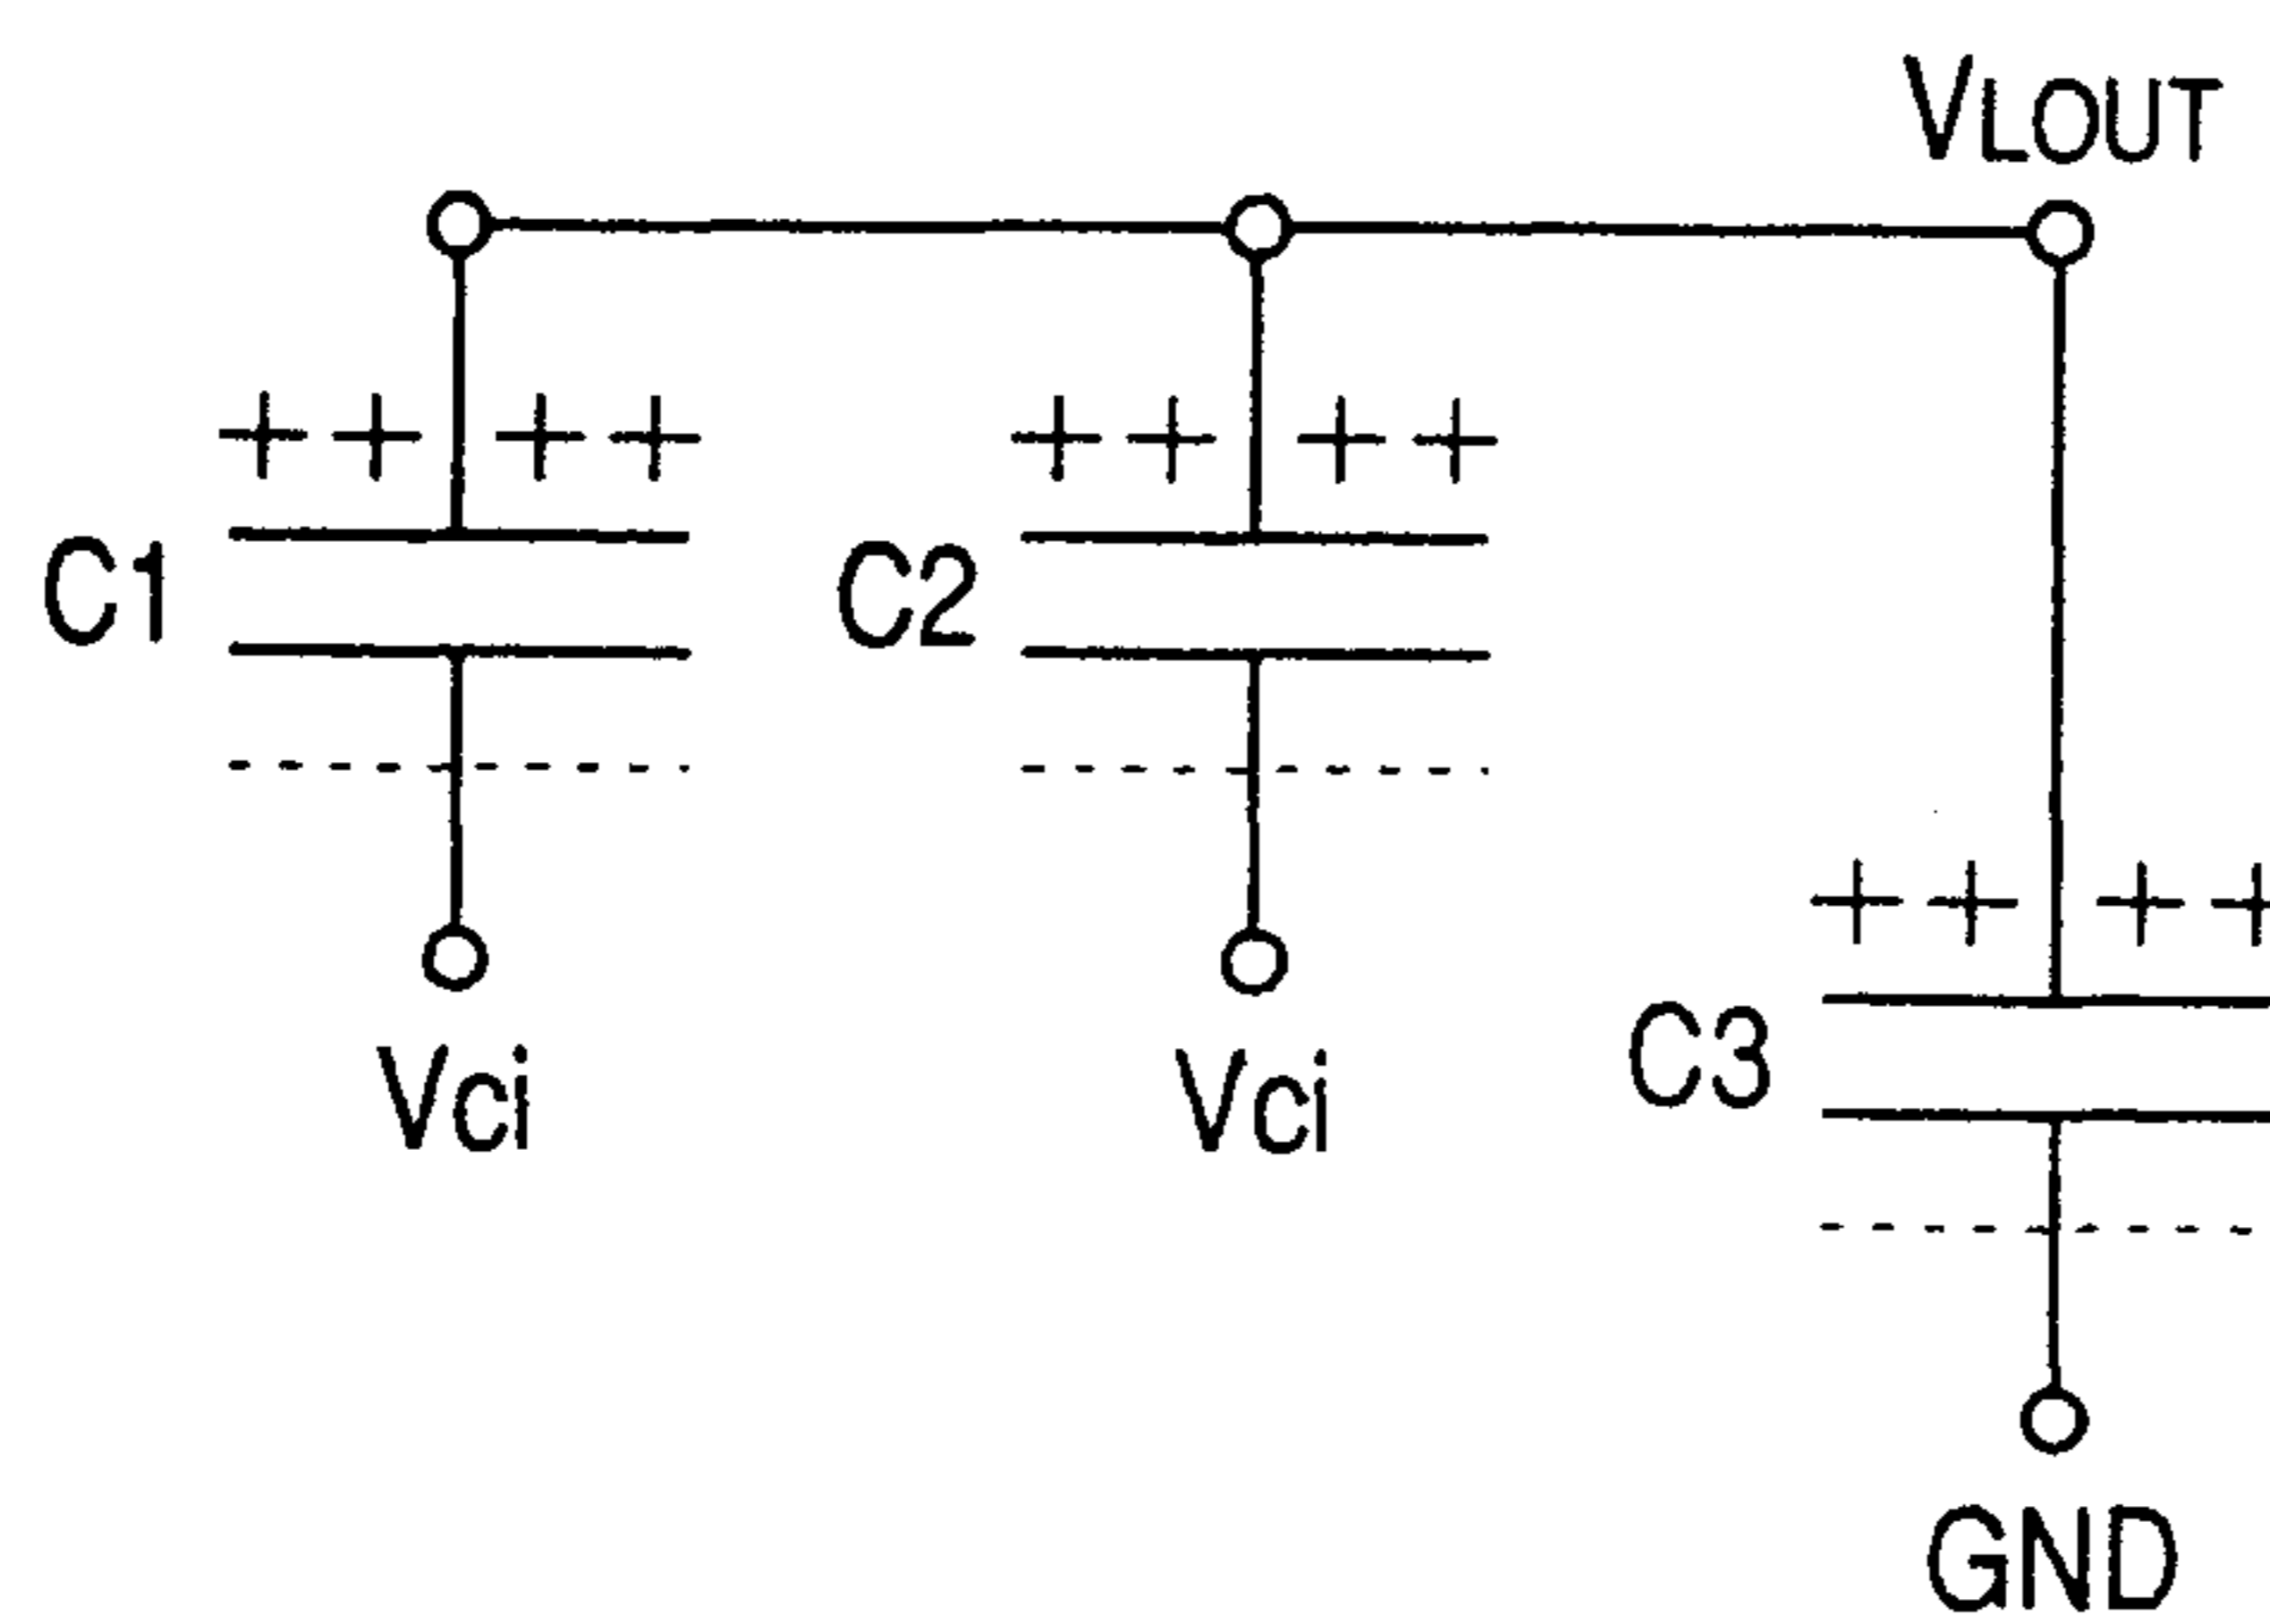 VLOUT
+ + + +
+ + + +
C1
C2
+ + + +
C3
Vci
Vci
GND